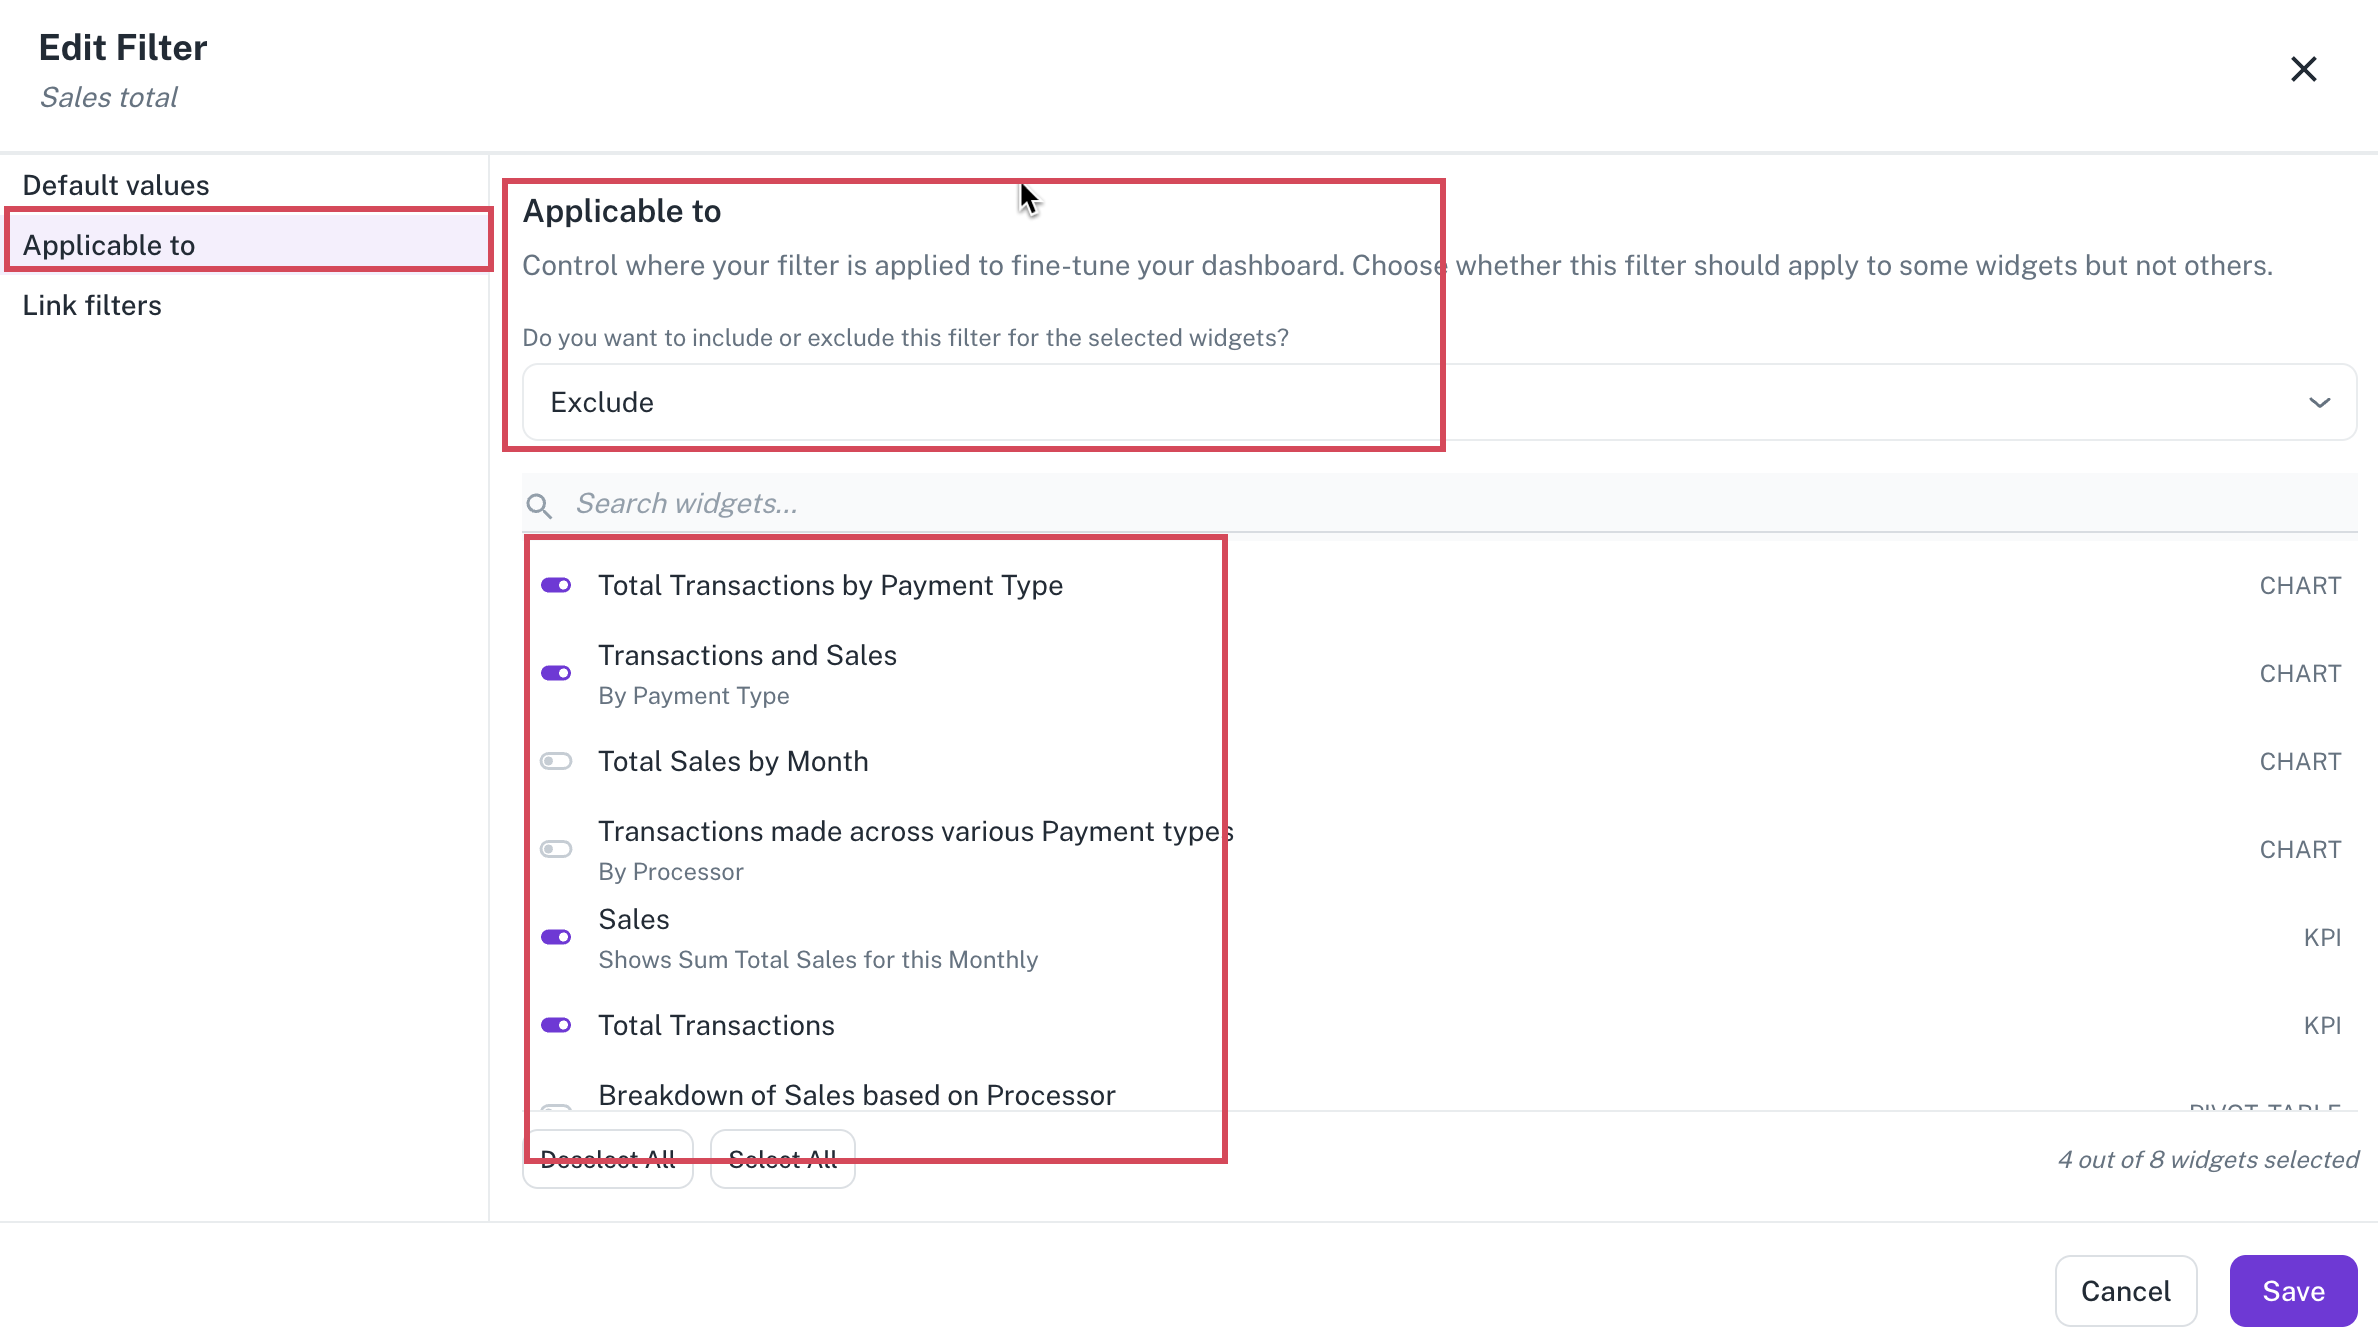 Edit Filter
Sales total
Default values
Applicable to
Link filters
Applicable to
Control where your filter is applied to fine-tune your dashboard. Choose whether this filter should apply to some widgets but not others.
Do you want to include or exclude this filter for the selected widgets?
Exclude
Search widgets...
Total Transactions by Payment Type CHART
Transactions and Sales
By Payment Type CHART
Total Sales by Month CHART
Transactions made across various Payment types
By Processor CHART
Sales
Shows Sum Total Sales for this Monthly KPI
Total Transactions KPI
Breakdown of Sales based on Processor
PIVOT_TABLE
Deselect All Select All 4 out of 8 widgets selected
Cancel Save